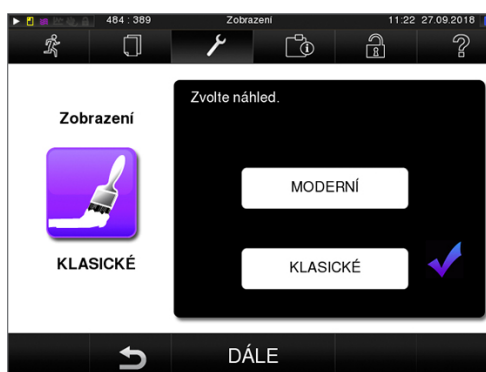 484 : 389 Zobrazení 11:22 27.09.2018
Zvolte náhled.
Zobrazení
MODERNÍ
KLASICKÉ
KLASICKÉ
DÁLE